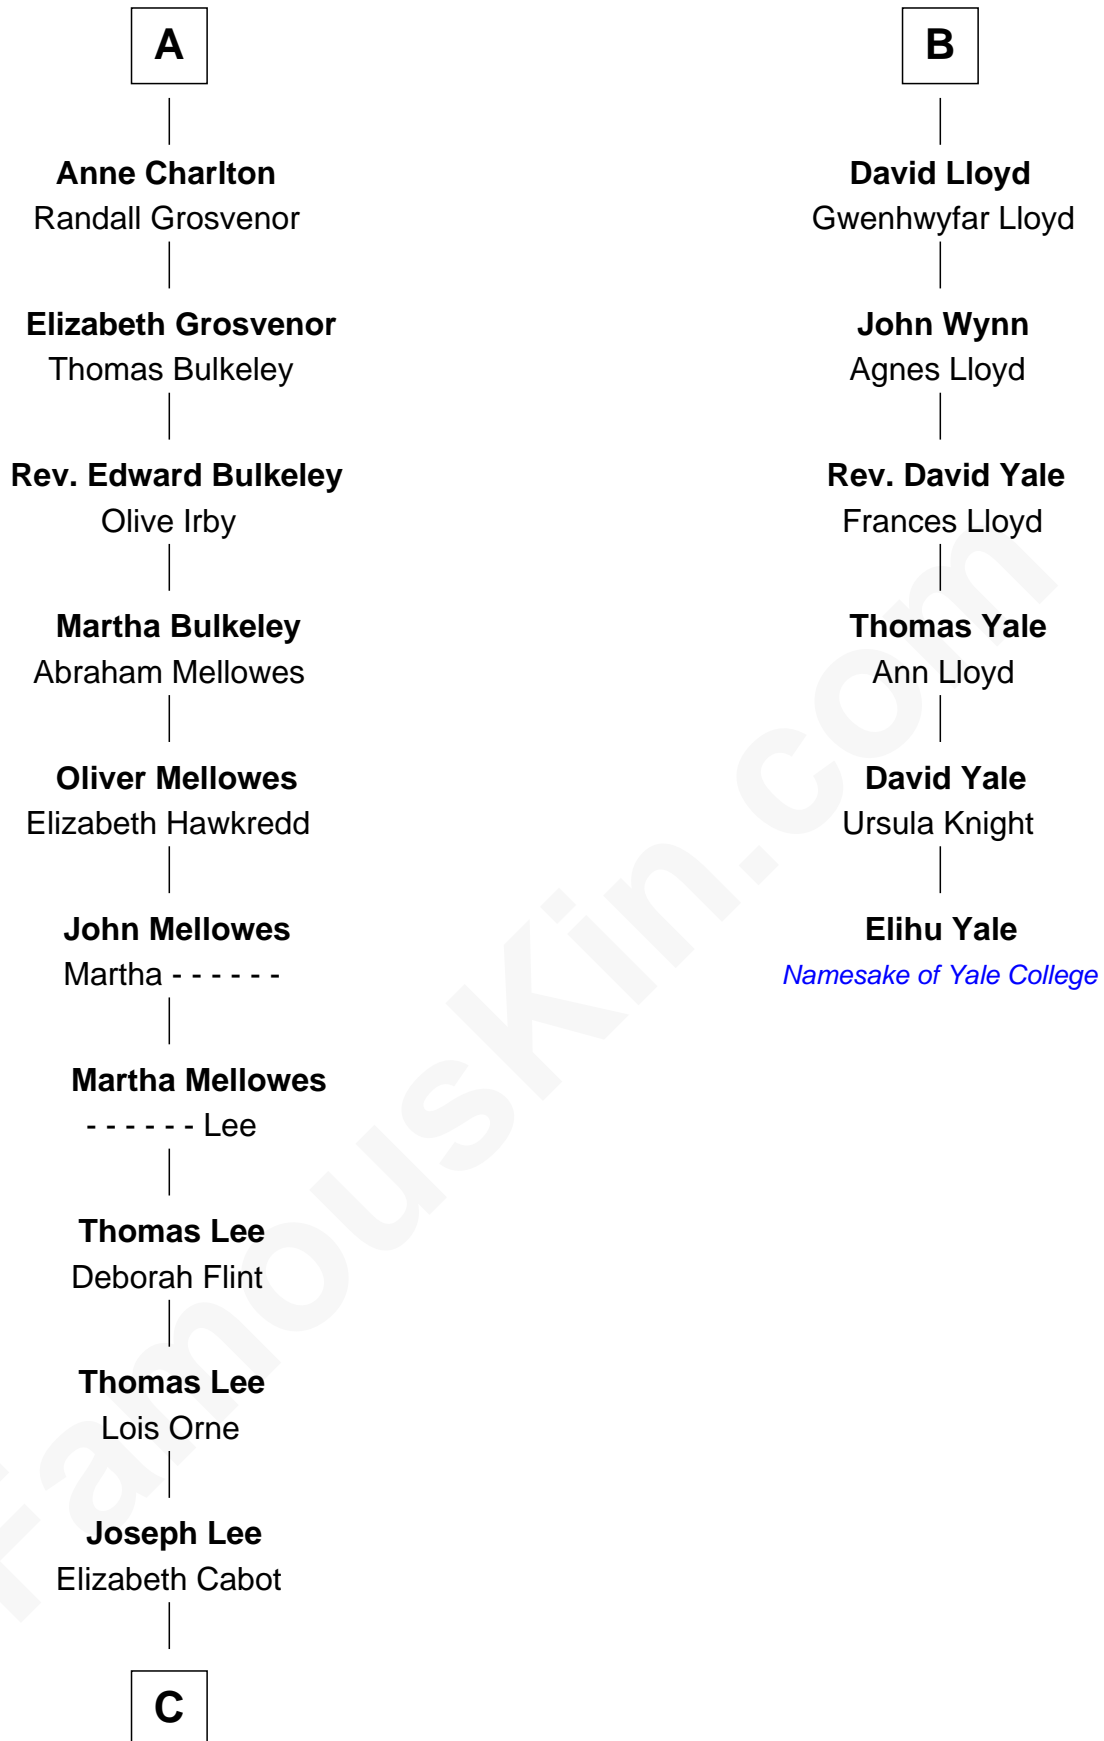 A
Anne Charlton
Randall Grosvenor
Elizabeth Grosvenor
Thomas Bulkeley
Rev. Edward Bulkeley
Olive Irby
Martha Bulkeley
Abraham Mellowes
Oliver Mellowes
Elizabeth Hawkredd
John Mellowes
Martha - - - - - -
Martha Mellowes
- - - - - - Lee
Thomas Lee
Deborah Flint
Thomas Lee
Lois Orne
Joseph Lee
Elizabeth Cabot
C
B
David Lloyd
Gwenhwyfar Lloyd
John Wynn
Agnes Lloyd
Rev. David Yale
Frances Lloyd
Thomas Yale
Ann Lloyd
David Yale
Ursula Knight
Elihu Yale
Namesake of Yale College
FamousKin.com